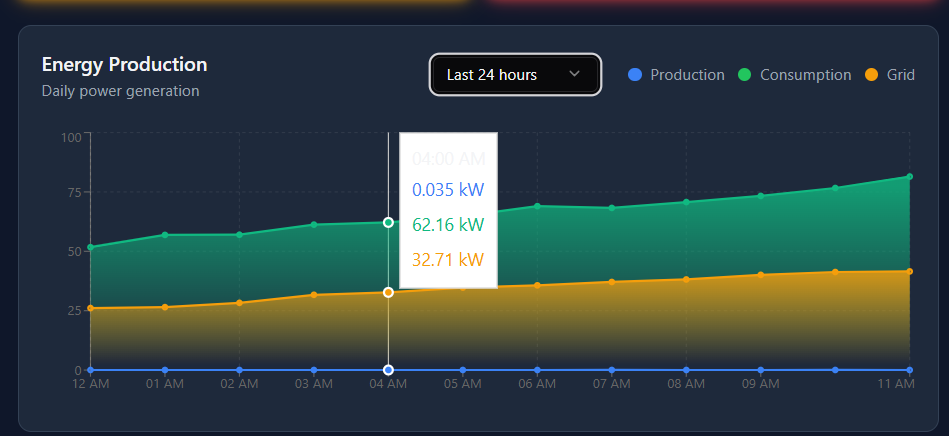 Energy Production
Daily power generation
Last 24 hours
Production
Consumption
Grid
100
75
50
25
0
04:00 AM
0.035 kW
62.16 kW
32.71 kW
12 AM
01 AM
02 AM
03 AM
04 AM
05 AM
06 AM
07 AM
08 AM
09 AM
11 AM